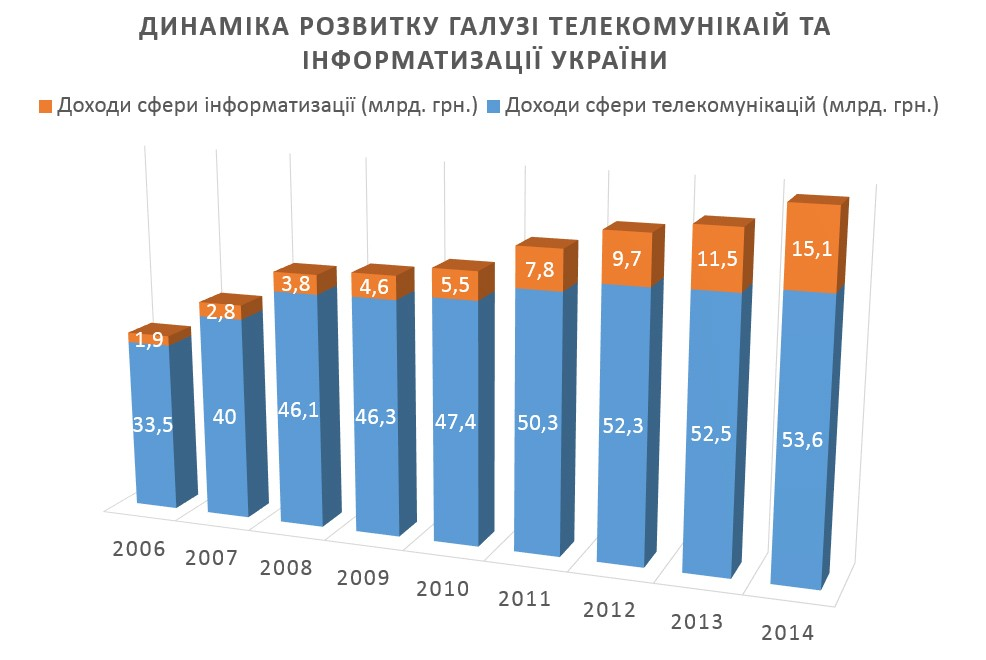 ДИНАМІКА РОЗВИТКУ ГАЛУЗІ ТЕЛЕКОМУНІКАІЙ ТА
ІНФОРМАТИЗАЦІЇ УКРАЇНИ
Доходи сфери інформатизації (млрд. грн.) Доходи сфери телекомунікацій (млрд. грн.)
1,9 2,8 3,8 4,6 5,5 7,8 9,7 11,5 15,1
33,5 40 46,1 46,3 47,4 50,3 52,3 52,5 53,6
2006 2007 2008 2009 2010 2011 2012 2013 2014